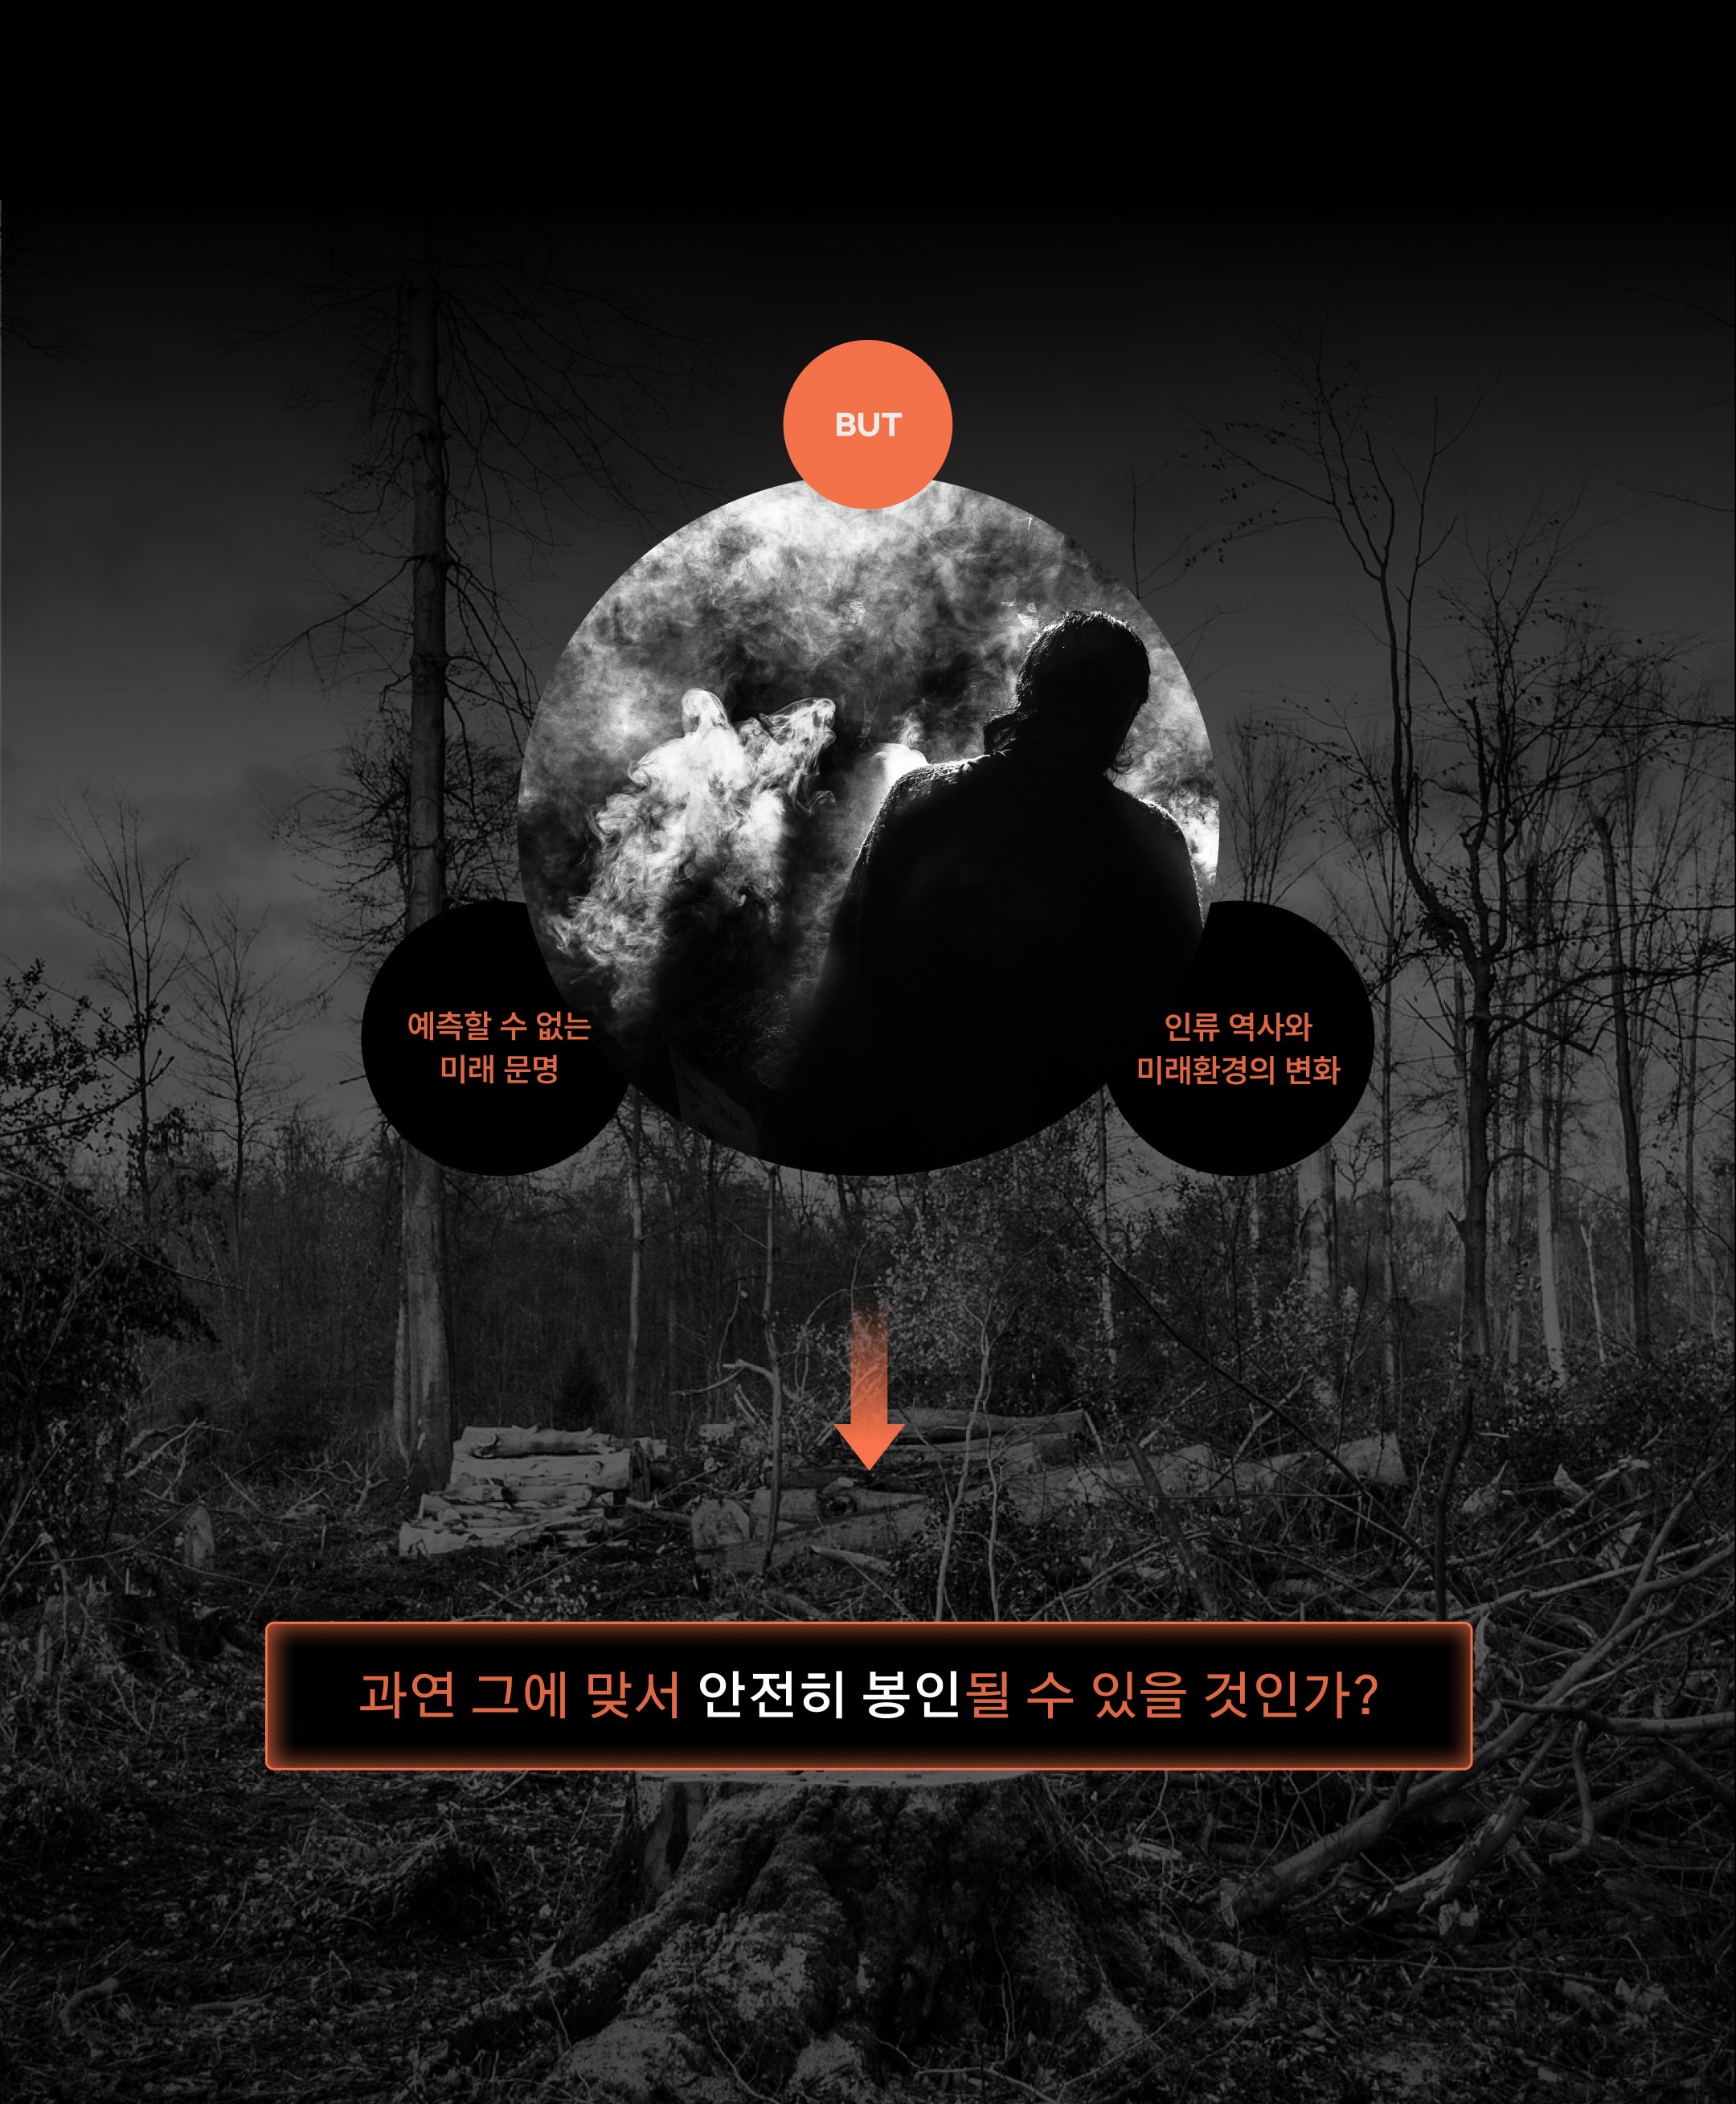 BUT
예측할 수 없는
미래 문명
인류 역사와
미래환경의 변화
과연 그에 맞서 안전히 봉인될 수 있을 것인가?